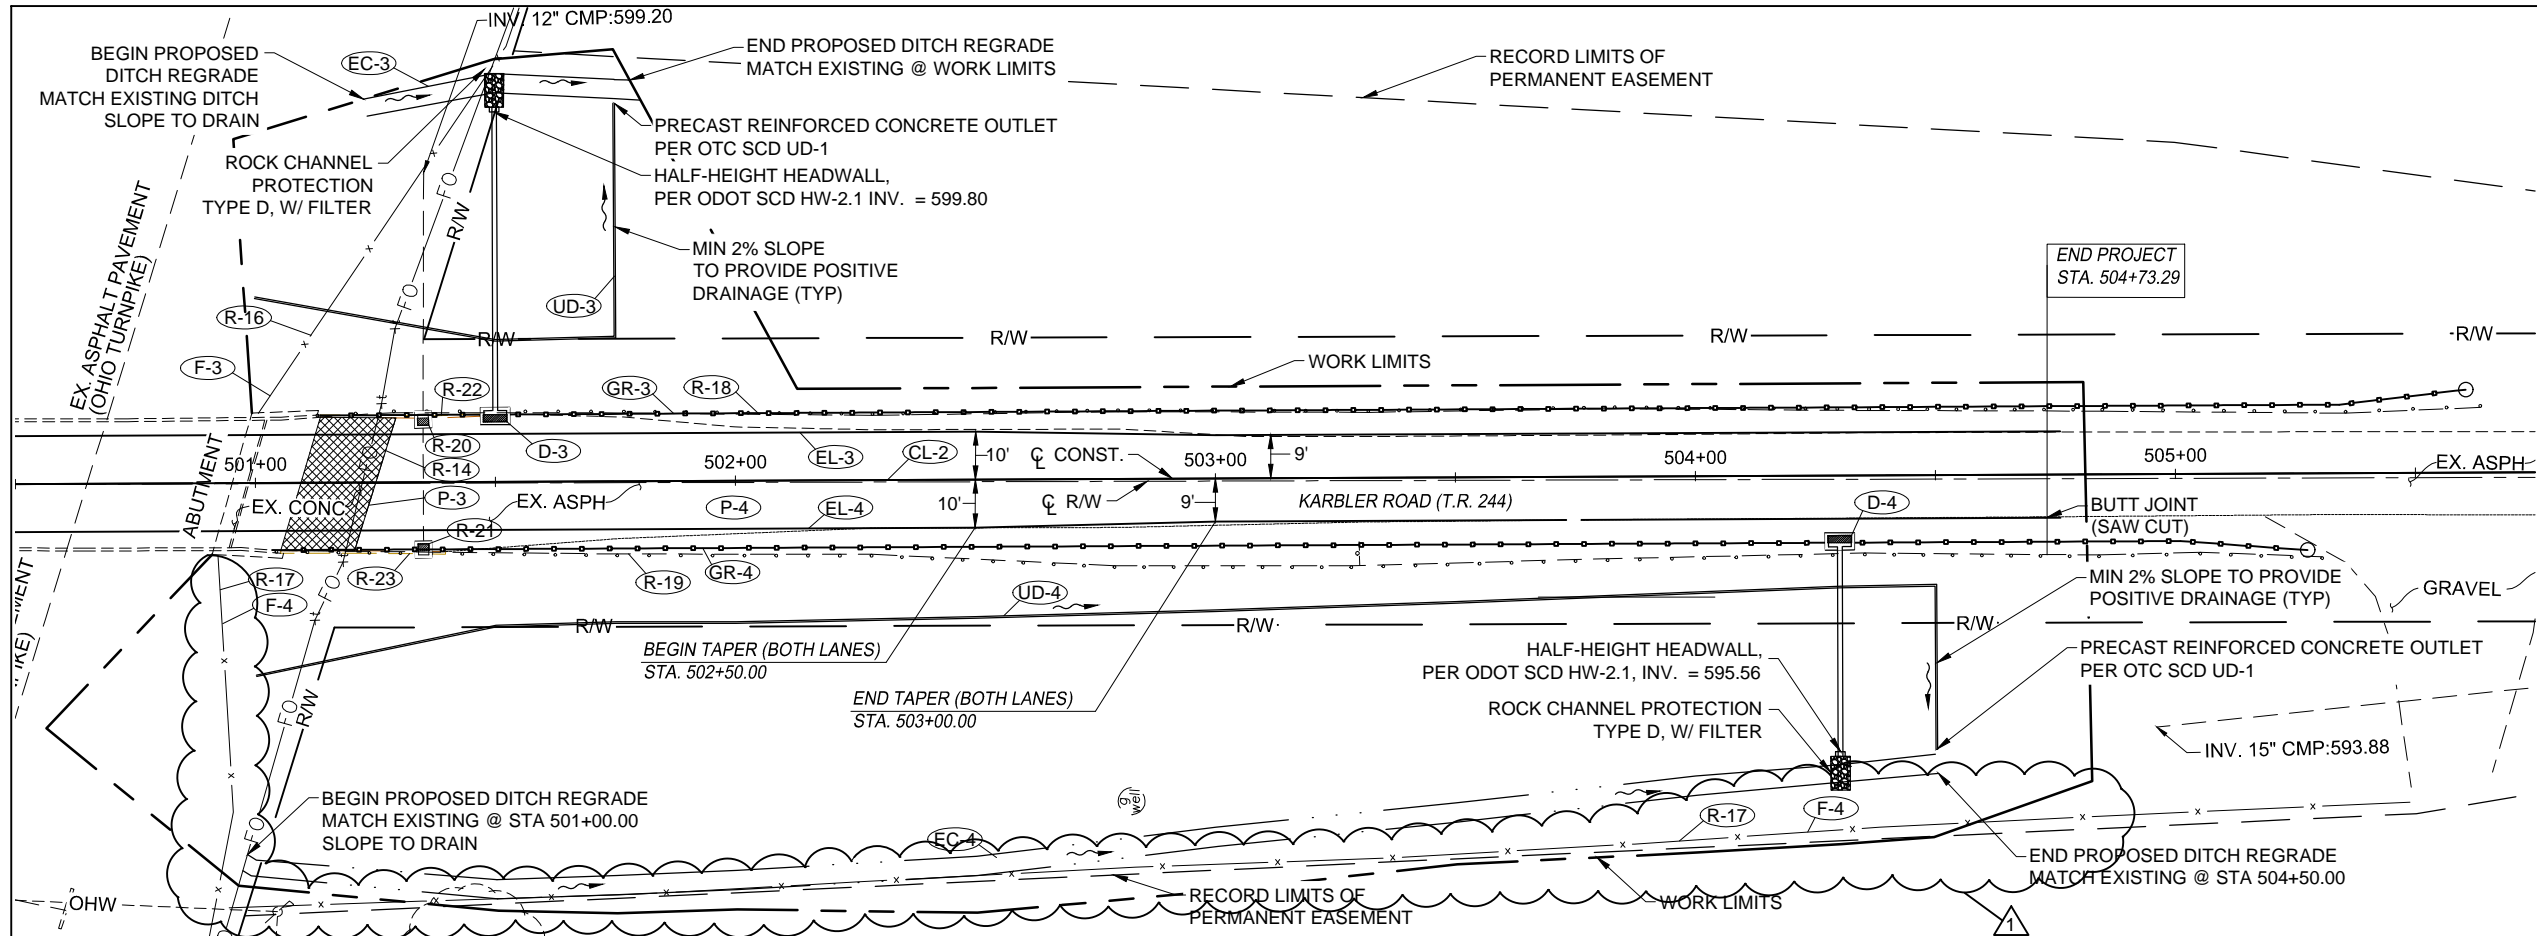 INV. 12" CMP:599.20
BEGIN PROPOSED
DITCH REGRADE
MATCH EXISTING DITCH
SLOPE TO DRAIN
EC-3
END PROPOSED DITCH REGRADE
MATCH EXISTING @ WORK LIMITS
RECORD LIMITS OF
PERMANENT EASEMENT
PRECAST REINFORCED CONCRETE OUTLET
PER OTC SCD UD-1
ROCK CHANNEL
PROTECTION
TYPE D, W/ FILTER
HALF-HEIGHT HEADWALL,
PER ODOT SCD HW-2.1 INV. = 599.80
FO
R/W
MIN 2% SLOPE
TO PROVIDE POSITIVE
DRAINAGE (TYP)
EX. ASPHALT PAVEMENT
(OHIO TURNPIKE)
END PROJECT
STA. 504+73.29
FO
UD-3
R-16
R/W
R/W
R/W
R/W
F-3
WORK LIMITS
R-22
GR-3
R-18
R-20
D-3
ABUTMENT
501+00
R-14
EL-3
502+00
CL-2
10'
℄ CONST.
503+00
9'
504+00
505+00
EX. ASPH
EX. CONC
P-3
EX. ASPH
P-4
EL-4
10'
℄ R/W
9'
KARBLER ROAD (T.R. 244)
D-4
BUTT JOINT
(SAW CUT)
R-21
R-17
R-23
R-19
GR-4
F-4
FO
UD-4
MIN 2% SLOPE TO PROVIDE
POSITIVE DRAINAGE (TYP)
GRAVEL
R/W
R/W
R/W
BEGIN TAPER (BOTH LANES)
STA. 502+50.00
HALF-HEIGHT HEADWALL,
PER ODOT SCD HW-2.1, INV. = 595.56
PRECAST REINFORCED CONCRETE OUTLET
PER OTC SCD UD-1
END TAPER (BOTH LANES)
STA. 503+00.00
FO
R/W
ROCK CHANNEL PROTECTION
TYPE D, W/ FILTER
INV. 15" CMP:593.88
BEGIN PROPOSED DITCH REGRADE
MATCH EXISTING @ STA 501+00.00
SLOPE TO DRAIN
FO
g
well
EC-4
R-17
F-4
END PROPOSED DITCH REGRADE
MATCH EXISTING @ STA 504+50.00
RECORD LIMITS OF
PERMANENT EASEMENT
WORK LIMITS
OHW
1